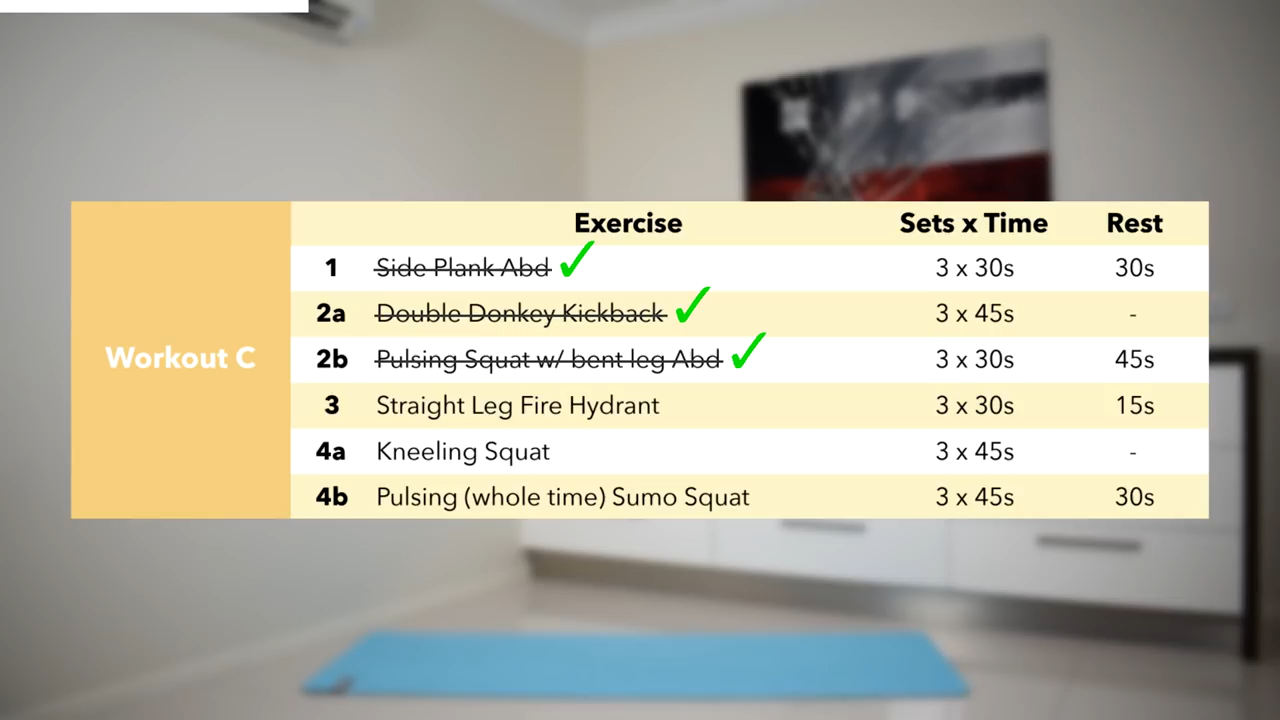 Exercise Sets x Time Rest
1 Side Plank Abd ✓ 3 x 30s 30s
2a Double Donkey Kickback ✓ 3 x 45s -
Workout C
2b Pulsing Squat w/ bent leg Abd ✓ 3 x 30s 45s
3 Straight Leg Fire Hydrant 3 x 30s 15s
4a Kneeling Squat 3 x 45s -
4b Pulsing (whole time) Sumo Squat 3 x 45s 30s